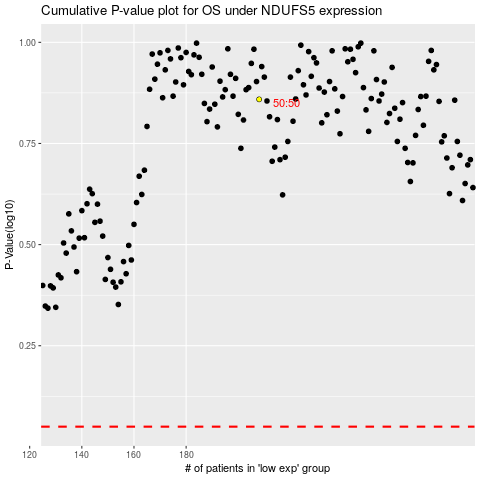 Cumulative P-value plot for OS under NDUFS5 expression
P-Value(log10)
1.00
0.75
0.50
0.25
50:50
120 140 160 180
# of patients in 'low exp' group